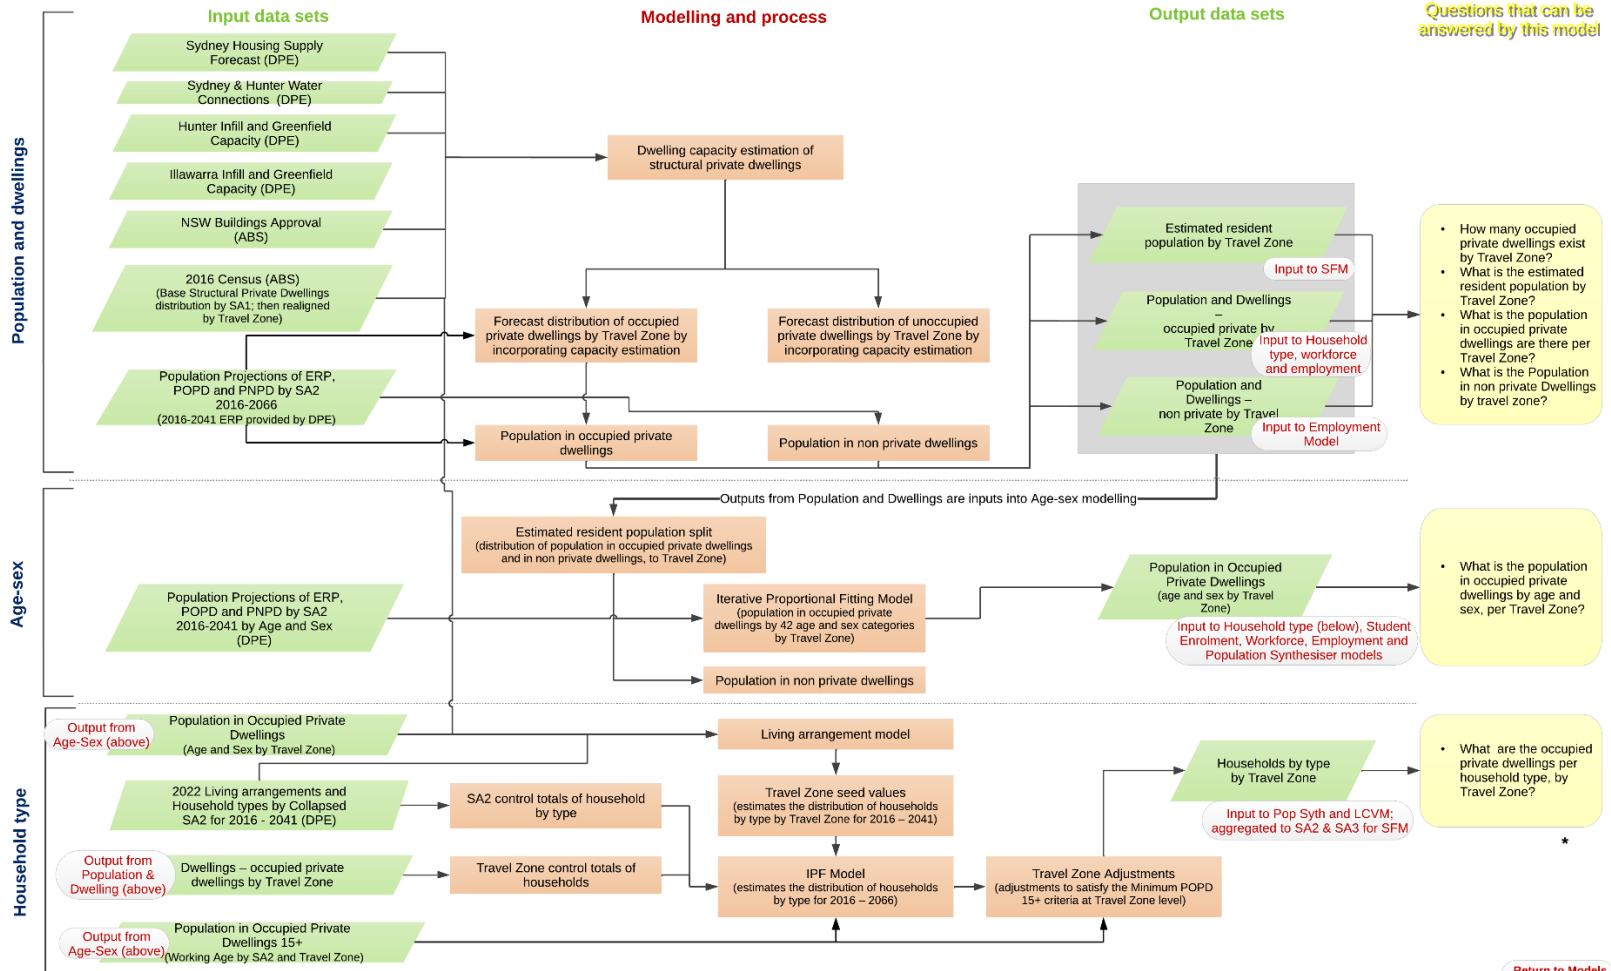 Input data sets
Modelling and process
Output data sets
Questions that can be
answered by this model
Population and dwellings
Sydney Housing Supply
Forecast (DPE)
Sydney & Hunter Water
Connections (DPE)
Hunter Infill and Greenfield
Capacity (DPE)
Illawarra Infill and Greenfield
Capacity (DPE)
NSW Buildings Approval
(ABS)
2016 Census (ABS)
(Base Structural Private Dwellings
distribution by SA1; then realigned
by Travel Zone)
Population Projections of ERP,
POPD and PNPD by SA2
2016-2066
(2016-2041 ERP provided by DPE)
Dwelling capacity estimation of
structural private dwellings
Forecast distribution of occupied
private dwellings by Travel Zone by
incorporating capacity estimation
Forecast distribution of unoccupied
private dwellings by Travel Zone by
incorporating capacity estimation
Population in occupied private
dwellings
Population in non private dwellings
Estimated resident
population by Travel Zone
Input to SFM
Population and Dwellings
–
occupied private by
Travel Zone
Input to Household
type, workforce
and employment
Population and
Dwellings –
non private by Travel
Zone
Input to Employment
Model
• How many occupied
private dwellings exist
by Travel Zone?
• What is the estimated
resident population by
Travel Zone?
• What is the population
in occupied private
dwellings are there per
Travel Zone?
• What is the Population
in non private Dwellings
by travel zone?
Outputs from Population and Dwellings are inputs into Age-sex modelling
Age-sex
Population Projections of ERP,
POPD and PNPD by SA2
2016-2041 by Age and Sex
(DPE)
Estimated resident population split
(distribution of population in occupied private dwellings
and in non private dwellings, to Travel Zone)
Iterative Proportional Fitting Model
(population in occupied private
dwellings by 42 age and sex categories
by Travel Zone)
Population in non private dwellings
Population in Occupied
Private Dwellings
(age and sex by Travel
Zone)
Input to Household type (below), Student
Enrolment, Workforce, Employment and
Population Synthesiser models
• What is the population
in occupied private
dwellings by age and
sex, per Travel Zone?
Household type
Output from
Age-Sex (above)
Population in Occupied Private
Dwellings
(Age and Sex by Travel Zone)
2022 Living arrangements and
Household types by Collapsed
SA2 for 2016 - 2041 (DPE)
Output from
Population &
Dwelling (above)
Dwellings – occupied private
dwellings by Travel Zone
Output from
Age-Sex (above)
Population in Occupied Private
Dwellings 15+
(Working Age by SA2 and Travel Zone)
SA2 control totals of household
by type
Travel Zone control totals of
households
Living arrangement model
Travel Zone seed values
(estimates the distribution of households
by type by Travel Zone for 2016 – 2041)
IPF Model
(estimates the distribution of households
by type for 2016 – 2066)
Travel Zone Adjustments
(adjustments to satisfy the Minimum POPD
15+ criteria at Travel Zone level)
Households by type
by Travel Zone
Input to Pop Syth and LCVM;
aggregated to SA2 & SA3 for SFM
• What are the occupied
private dwellings per
household type, by
Travel Zone?
*
Return to Models